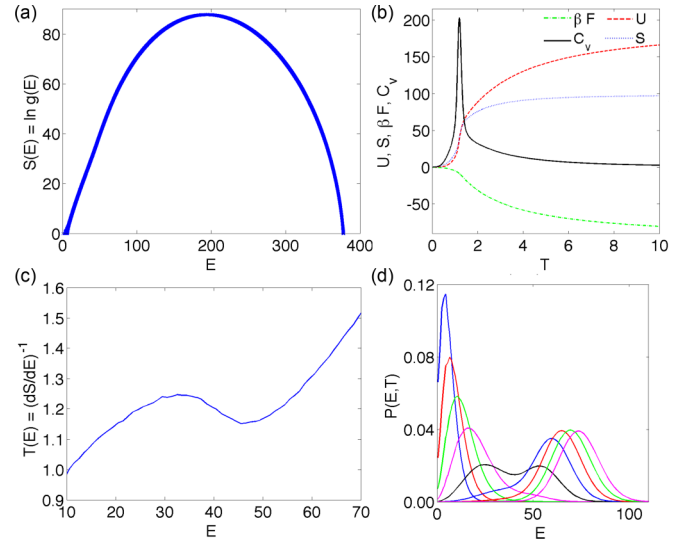 (a)
S(E) = ln g(E)
80
60
40
20
0
0 100 200 300 400
E
(b)
β F U
C_v S
U, S, β F, C_v
200
150
100
50
0
-50
0 2 4 6 8 10
T
(c)
T(E) = (dS/dE)^-1
1.6
1.5
1.4
1.3
1.2
1.1
1.0
0.9
10 20 30 40 50 60 70
E
(d)
P(E,T)
0.12
0.08
0.04
0.00
0 50 100
E